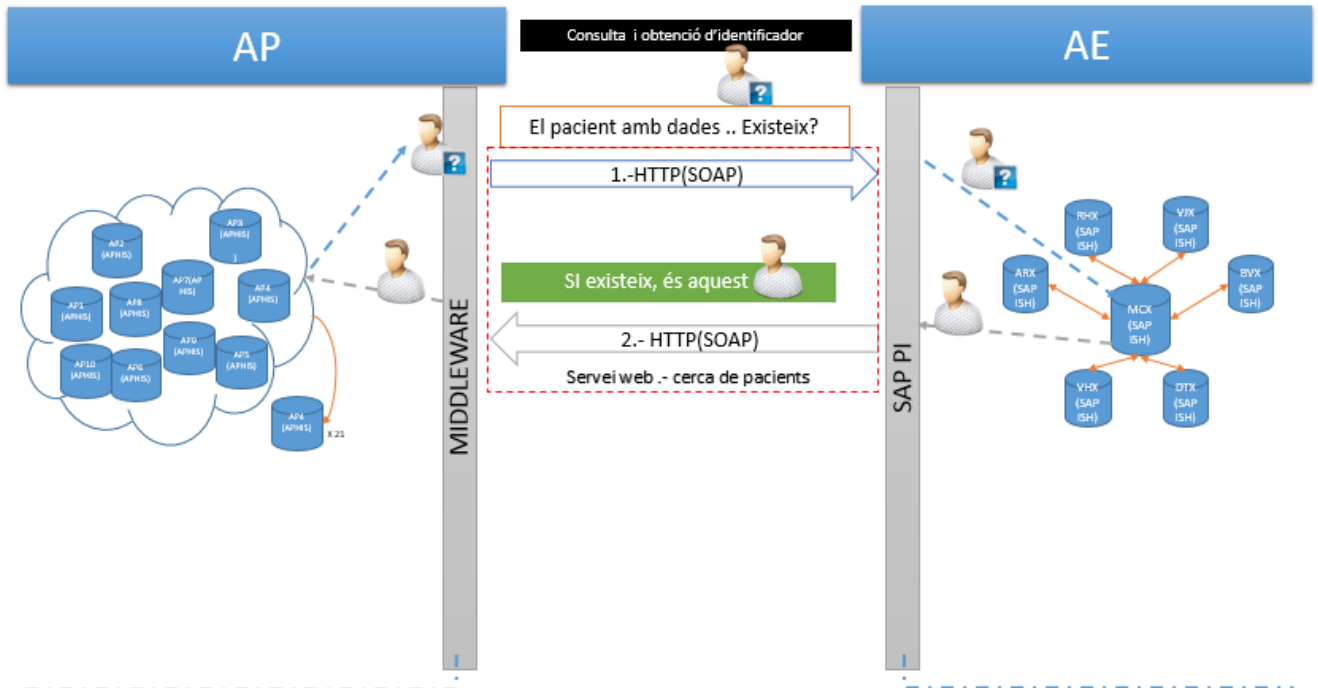 AP
Consulta i obtenció d'identificador
AE
El pacient amb dades .. Existeix?
1.-HTTP(SOAP)
SI existeix, és aquest
2.- HTTP(SOAP)
Servei web .- cerca de pacients
MIDDLEWARE
SAP PI
AP2
(APHIS)
AP3
(APHIS)
)
AP7(AP
HIS)
AP4
(APHIS)
AP1
(APHIS)
AP8
(APHIS)
AP9
(APHIS)
AP5
(APHIS)
AP10
(APHIS)
AP6
(APHIS)
AP4
(APHIS)
X 21
RHX
(SAP
ISH)
VJX
(SAP
ISH)
ARX
(SAP
ISH)
BVX
(SAP
ISH)
MCX
(SAP
ISH)
VHX
(SAP
ISH)
DTX
(SAP
ISH)